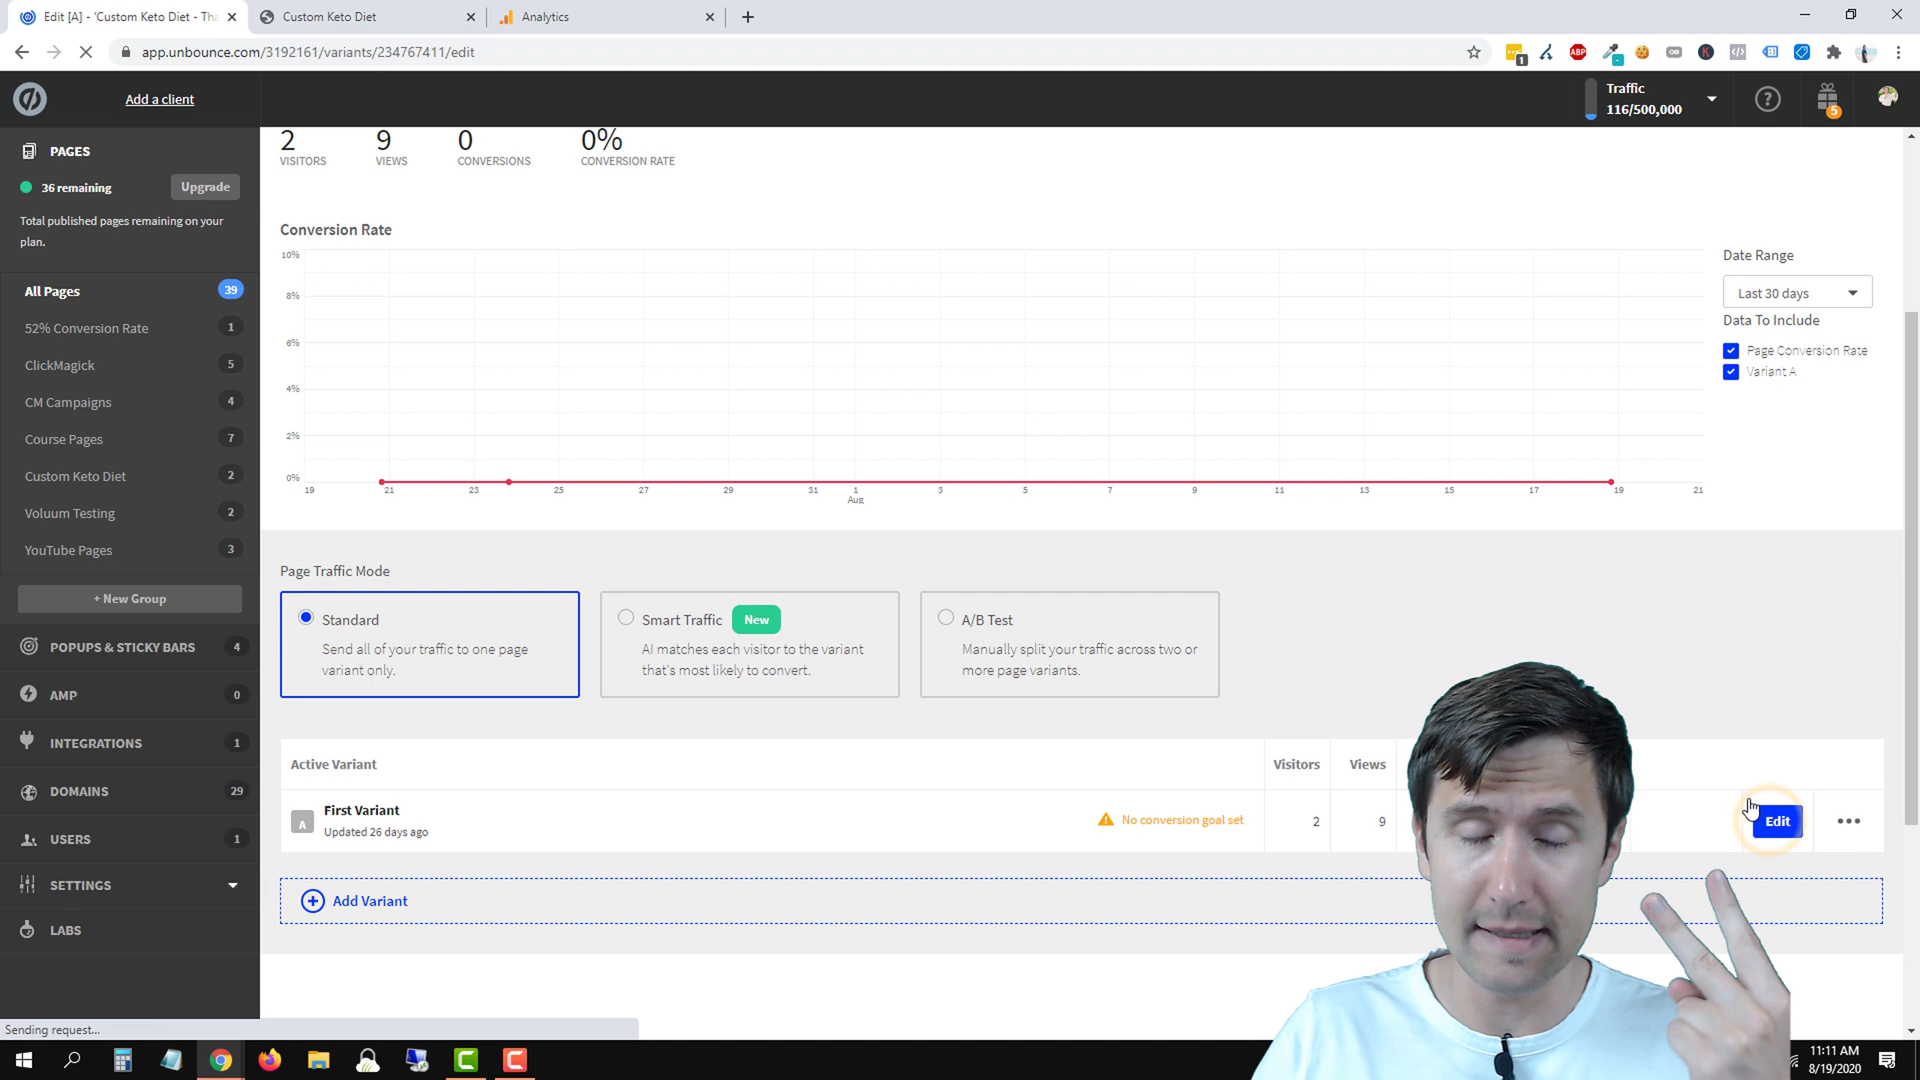 Edit [A] - 'Custom Keto Diet - Tha
Custom Keto Diet
Analytics
app.unbounce.com/3192161/variants/234767411/edit
1
ABP
Add a client
Traffic
116/500,000
5
PAGES
36 remaining
Upgrade
Total published pages remaining on your
plan.
All Pages 39
52% Conversion Rate 1
ClickMagick 5
CM Campaigns 4
Course Pages 7
Custom Keto Diet 2
Voluum Testing 2
YouTube Pages 3
+ New Group
POPUPS & STICKY BARS 4
AMP 0
INTEGRATIONS 1
DOMAINS 29
USERS 1
SETTINGS
LABS
2 9 0 0%
VISITORS VIEWS CONVERSIONS CONVERSION RATE
Conversion Rate
10%
8%
6%
4%
2%
0%
19 21 23 25 27 29 31 1 3 5 7 9 11 13 15 17 19 21
Aug
Date Range
Last 30 days
Data To Include
Page Conversion Rate
Variant A
Page Traffic Mode
Standard
Send all of your traffic to one page
variant only.
Smart Traffic New
AI matches each visitor to the variant
that's most likely to convert.
A/B Test
Manually split your traffic across two or
more page variants.
Active Variant Visitors Views
A
First Variant
Updated 26 days ago
No conversion goal set
2 9
Edit
Add Variant
Sending request...
11:11 AM
8/19/2020